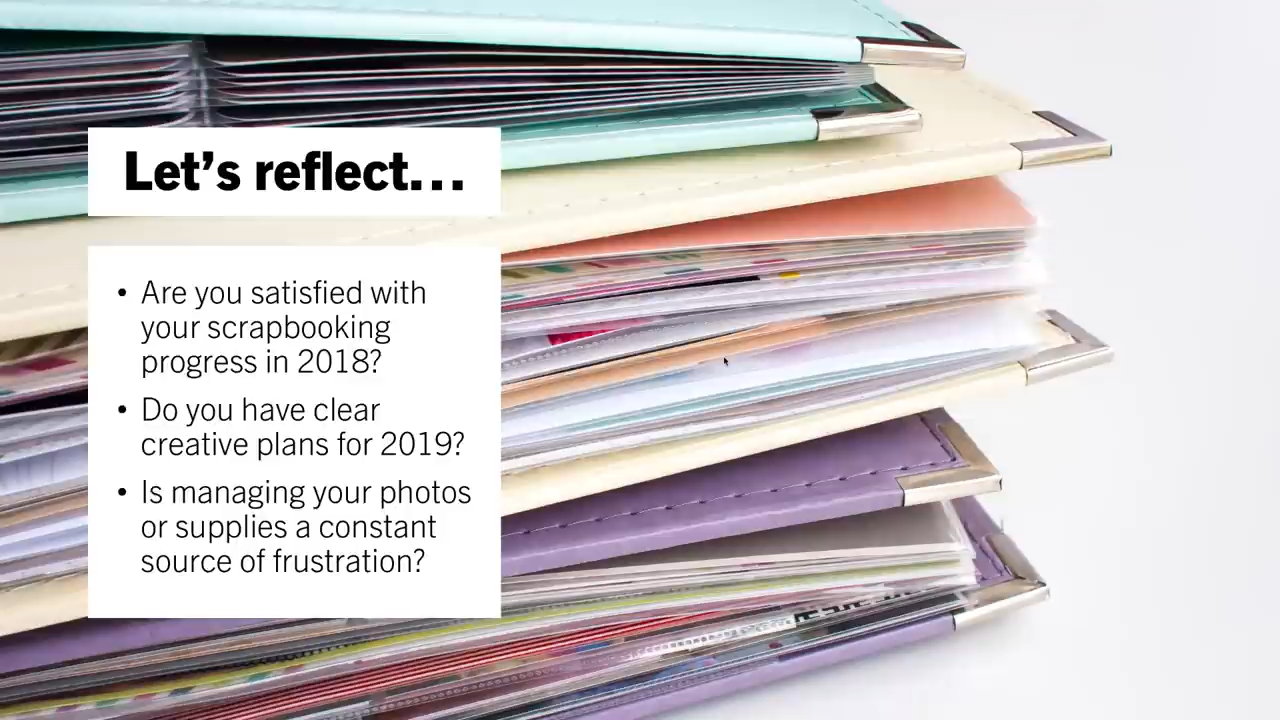 Let’s reflect…
• Are you satisfied with
your scrapbooking
progress in 2018?
• Do you have clear
creative plans for 2019?
• Is managing your photos
or supplies a constant
source of frustration?